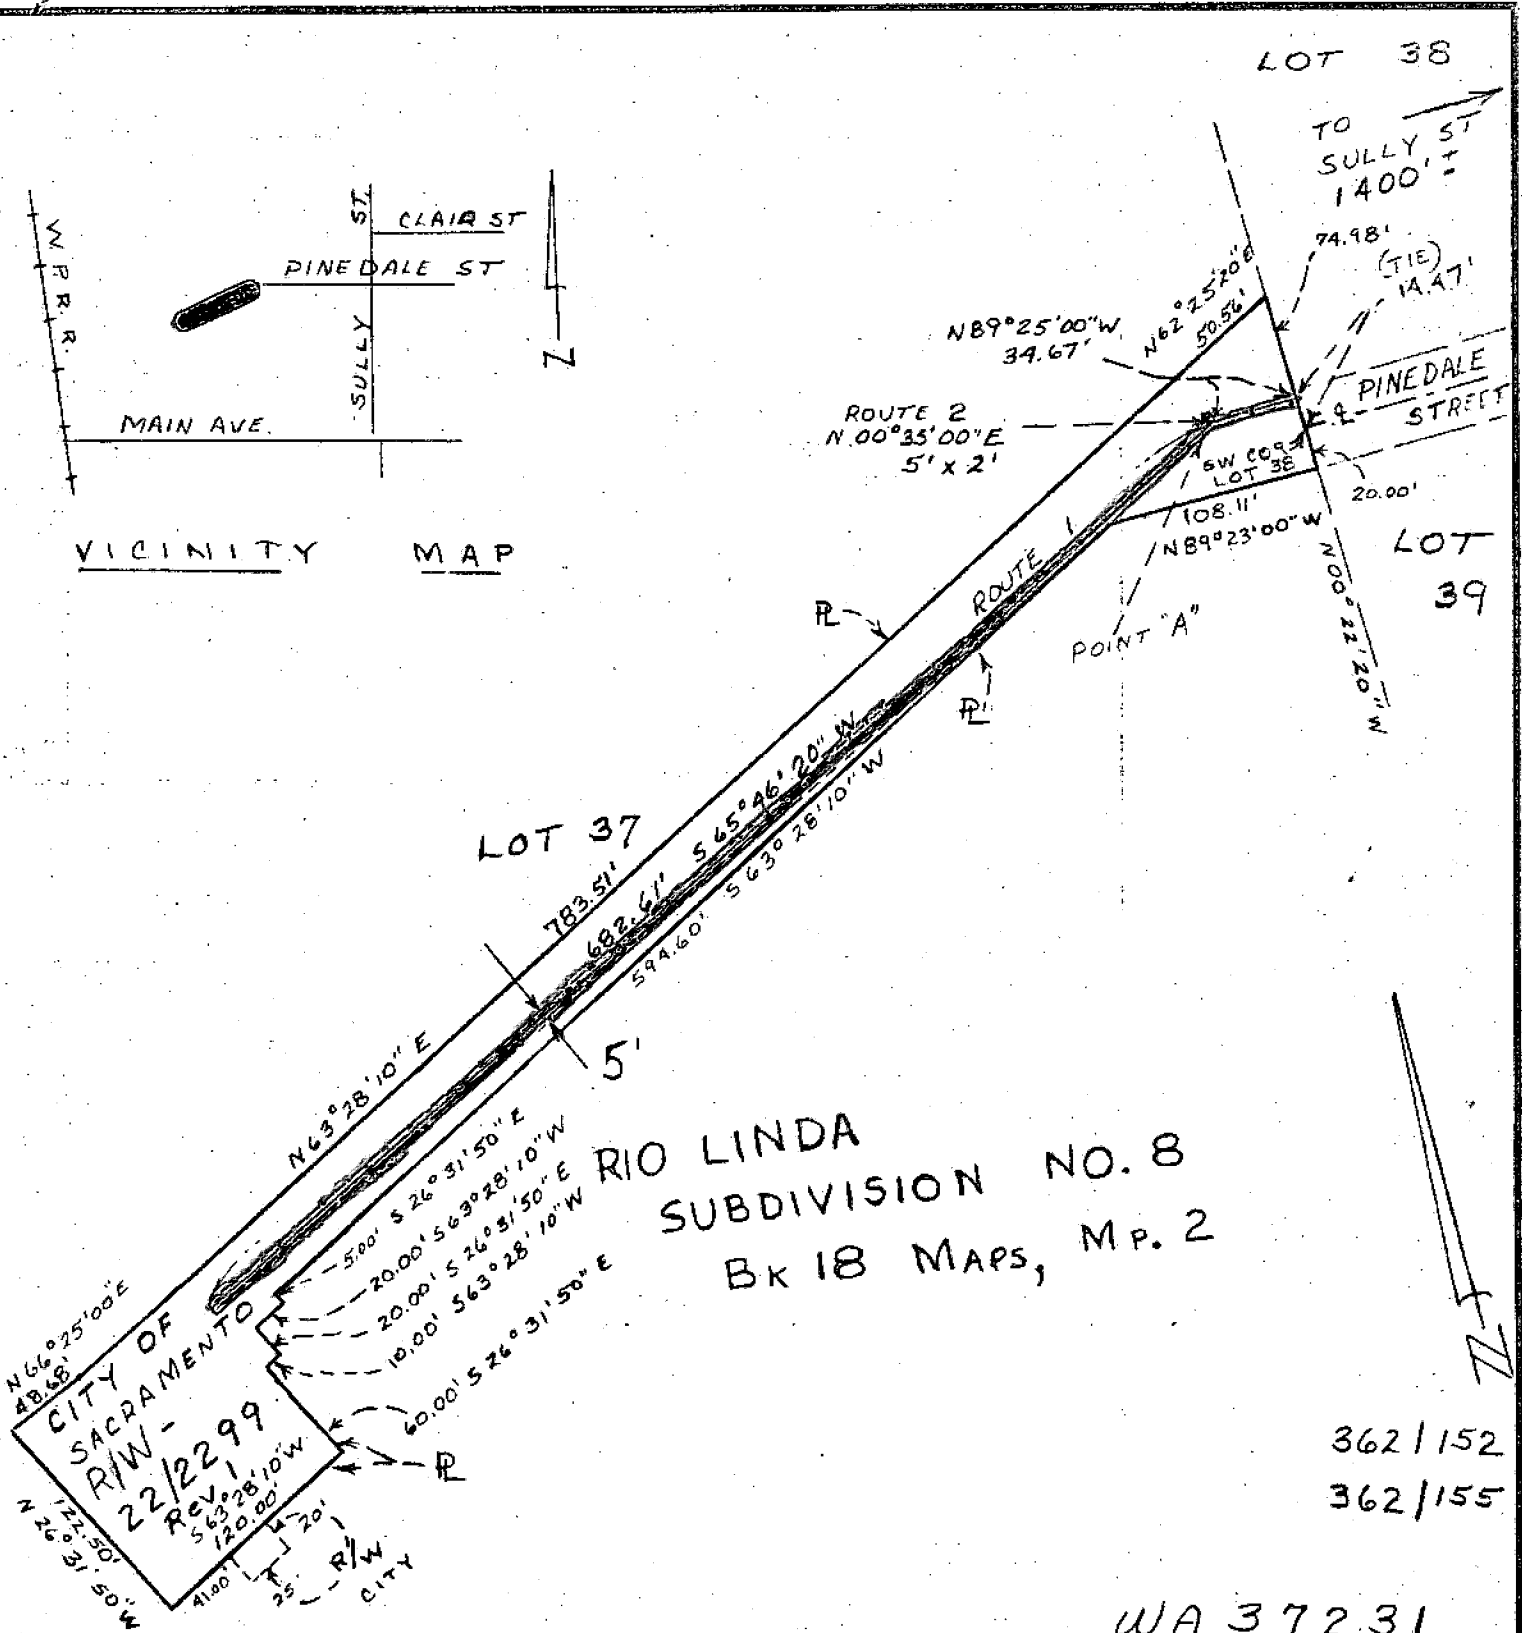 LOT 38
TO
SULLY ST
1400' ±
74.98'
(TIE)
14.47'
W.P.R.R.
ST.
CLAIR ST
PINEDALE ST
SULLY
MAIN AVE.
VICINITY MAP
Z
N62°25'20"E
50.56'
N89°25'00"W
34.67'
ROUTE 2
N.00°35'00"E
5' x 2'
PINEDALE
STREET
SW COR
LOT 38
20.00'
108.11'
N89°23'00"W
LOT
39
N00°22'20"W
ROUTE 1
POINT "A"
PL
PL
LOT 37
783.51'
682.61' S 65°46'20" W
594.60' S 63°28'10" W
5'
N63°28'10" E
5.00' S 26°31'50" E
20.00' S63°28'10" W
20.00' S 26°31'50" E
10.00' S63°28'10" W
60.00' S 26°31'50" E
RIO LINDA
SUBDIVISION NO. 8
BK 18 MAPS, MP. 2
N66°25'00"E
48.68'
CITY OF
SACRAMENTO
R/W -
22/2299
Rev. 1
S63°28'10"W
120.00'
122.50'
N 26°31'50"
PL
41.00'
20'
25
R/W
CITY
Z
362/152
362/155
WA 37231